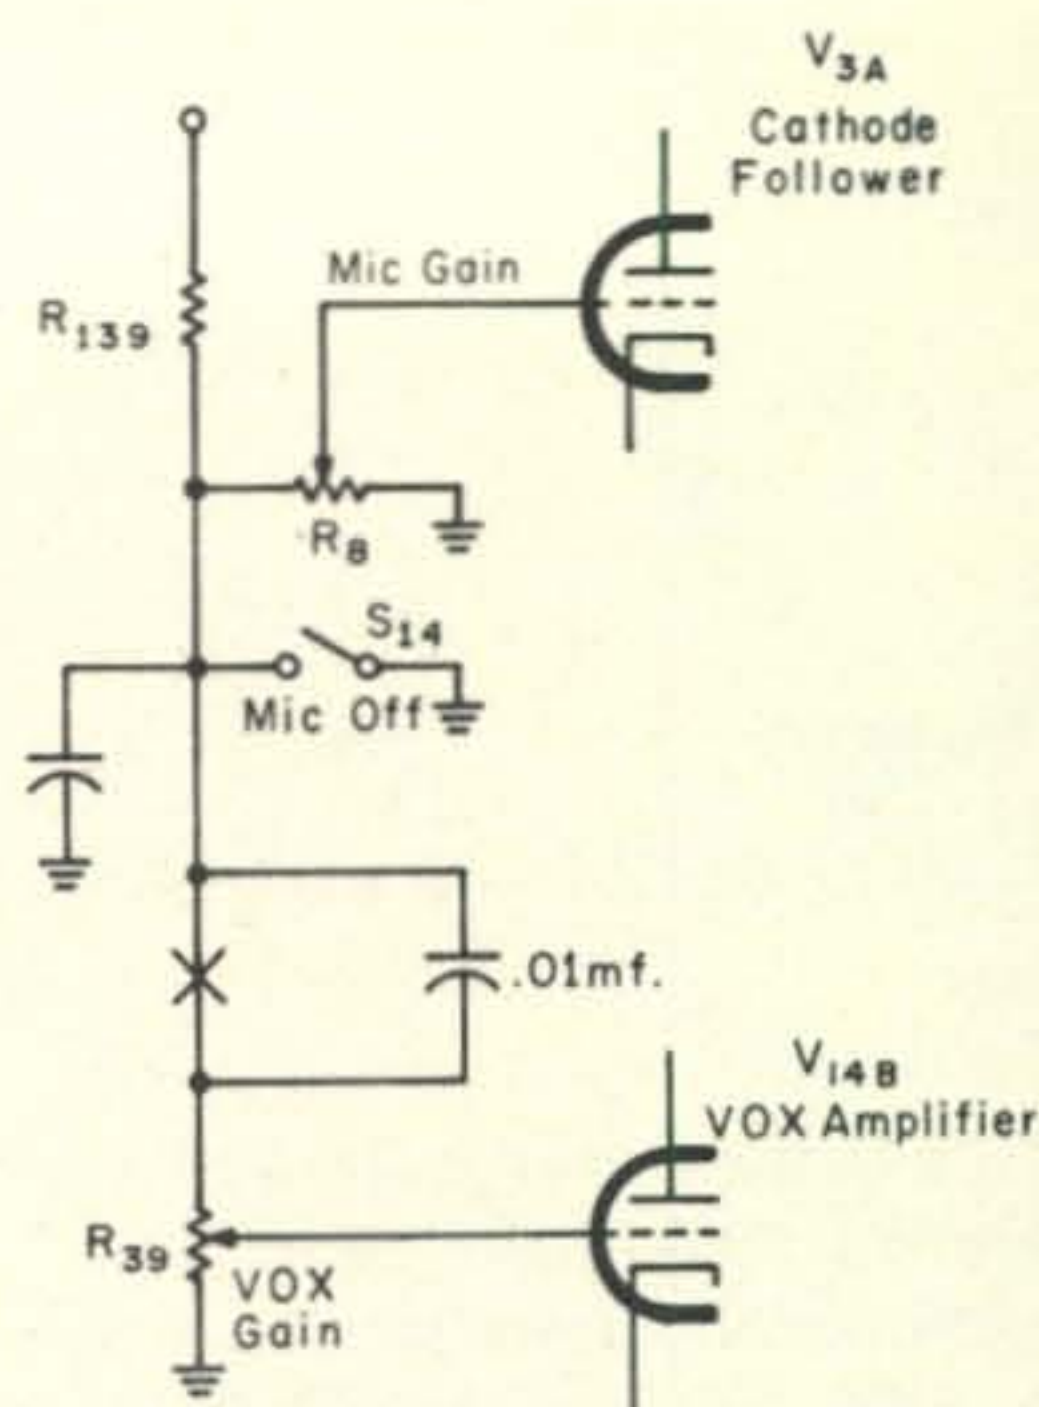 V3A
Cathode
Follower
Mic Gain
R139
R8
S14
Mic Off
.01mf.
V14B
VOX Amplifier
R39
VOX
Gain